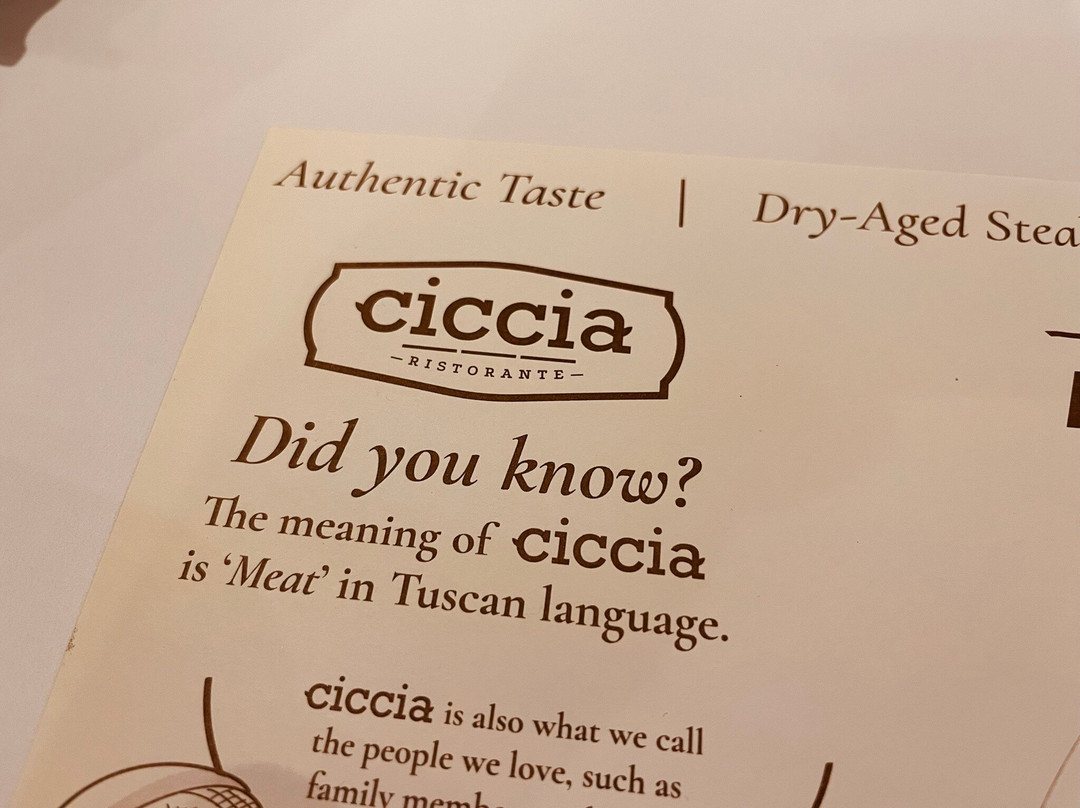 Authentic Taste | Dry-Aged
ciccia
-RISTORANTE-
Did you know?
The meaning of ciccia
is ‘Meat’ in Tuscan language.
ciccia is also what we call
the people we love, such as
family